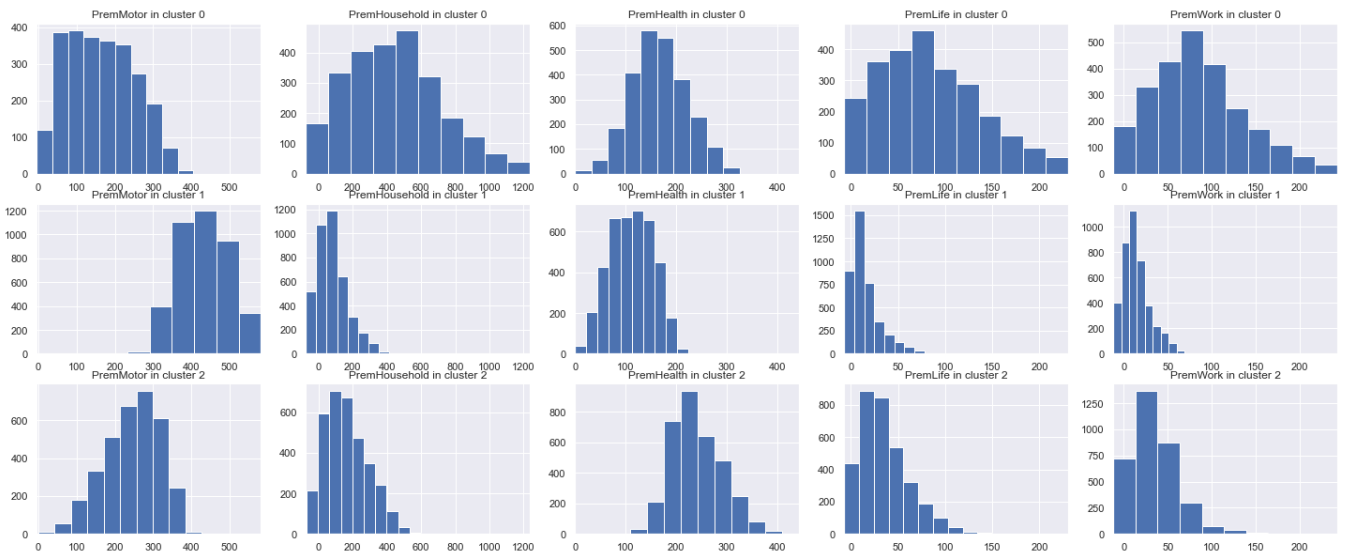 PremMotor in cluster 0
400
300
200
100
0
0 100 200 300 400 500
PremHousehold in cluster 0
400
300
200
100
0
0 200 400 600 800 1000 1200
PremHealth in cluster 0
600
500
400
300
200
100
0
0 100 200 300 400
PremLife in cluster 0
400
300
200
100
0
0 50 100 150 200
PremWork in cluster 0
500
400
300
200
100
0
0 50 100 150 200
PremMotor in cluster 1
1200
1000
800
600
400
200
0
0 100 200 300 400 500
PremHousehold in cluster 1
1200
1000
800
600
400
200
0
0 200 400 600 800 1000 1200
PremHealth in cluster 1
600
400
200
0
0 100 200 300 400
PremLife in cluster 1
1500
1250
1000
750
500
250
0
0 50 100 150 200
PremWork in cluster 1
1000
800
600
400
200
0
0 50 100 150 200
PremMotor in cluster 2
600
400
200
0
0 100 200 300 400 500
PremHousehold in cluster 2
600
400
200
0
0 200 400 600 800 1000 1200
PremHealth in cluster 2
800
600
400
200
0
0 100 200 300 400
PremLife in cluster 2
800
600
400
200
0
0 50 100 150 200
PremWork in cluster 2
1250
1000
750
500
250
0
0 50 100 150 200